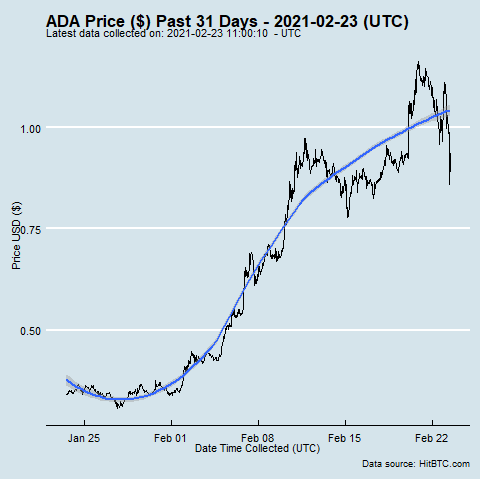 ADA Price ($) Past 31 Days - 2021-02-23 (UTC)
Latest data collected on: 2021-02-23 11:00:10 - UTC
1.00
0.75
0.50
Price USD ($)
Jan 25
Feb 01
Feb 08
Feb 15
Feb 22
Date Time Collected (UTC)
Data source: HitBTC.com